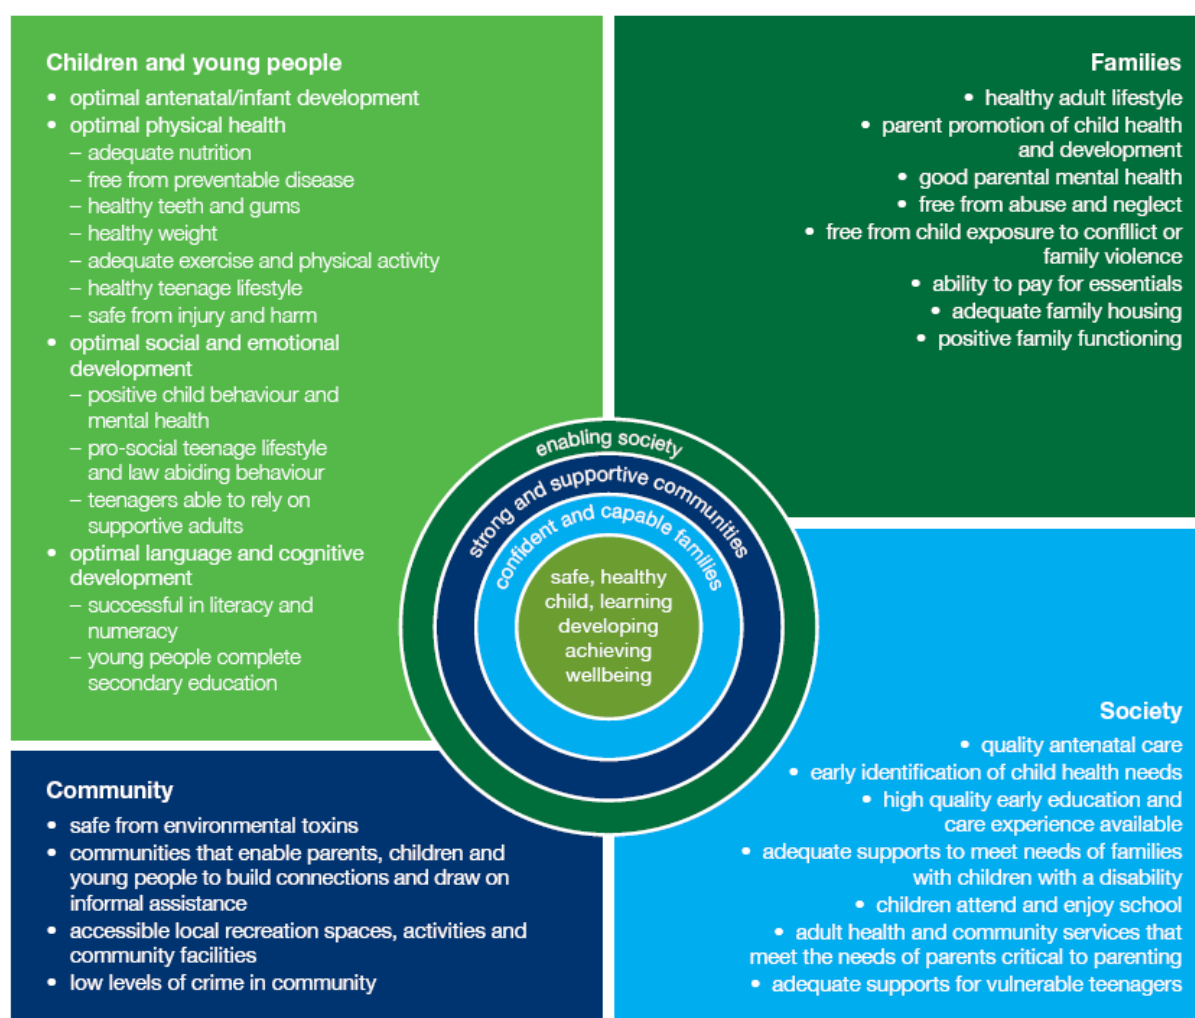 Children and young people
• optimal antenatal/infant development
• optimal physical health
– adequate nutrition
– free from preventable disease
– healthy teeth and gums
– healthy weight
– adequate exercise and physical activity
– healthy teenage lifestyle
– safe from injury and harm
• optimal social and emotional
development
– positive child behaviour and
mental health
– pro-social teenage lifestyle
and law abiding behaviour
– teenagers able to rely on
supportive adults
• optimal language and cognitive
development
– successful in literacy and
numeracy
– young people complete
secondary education
Families
• healthy adult lifestyle
• parent promotion of child health
and development
• good parental mental health
• free from abuse and neglect
• free from child exposure to confllict or
family violence
• ability to pay for essentials
• adequate family housing
• positive family functioning
enabling society
strong and supportive communities
confident and capable families
safe, healthy
child, learning
developing
achieving
wellbeing
Community
• safe from environmental toxins
• communities that enable parents, children and
young people to build connections and draw on
informal assistance
• accessible local recreation spaces, activities and
community facilities
• low levels of crime in community
Society
• quality antenatal care
• early identification of child health needs
• high quality early education and
care experience available
• adequate supports to meet needs of families
with children with a disability
• children attend and enjoy school
• adult health and community services that
meet the needs of parents critical to parenting
• adequate supports for vulnerable teenagers